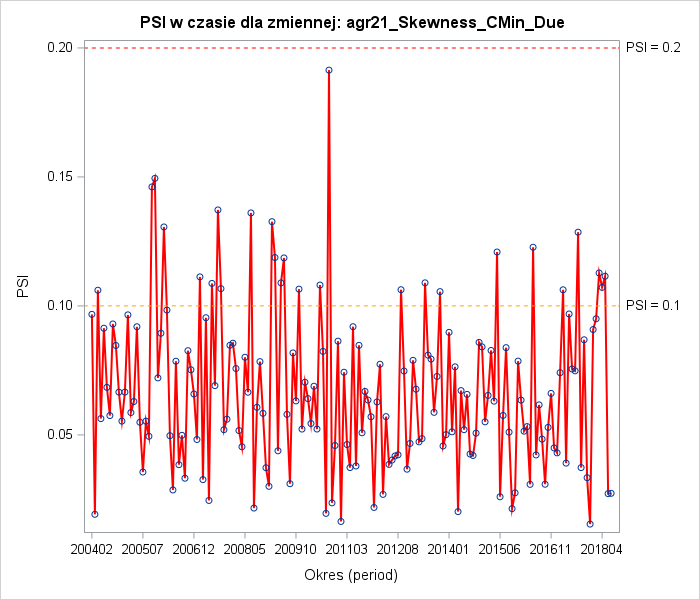 PSI w czasie dla zmiennej: agr21_Skewness_CMin_Due
0.20
PSI = 0.2
0.15
PSI
0.10
PSI = 0.1
0.05
200402 200507 200612 200805 200910 201103 201208 201401 201506 201611 201804
Okres (period)